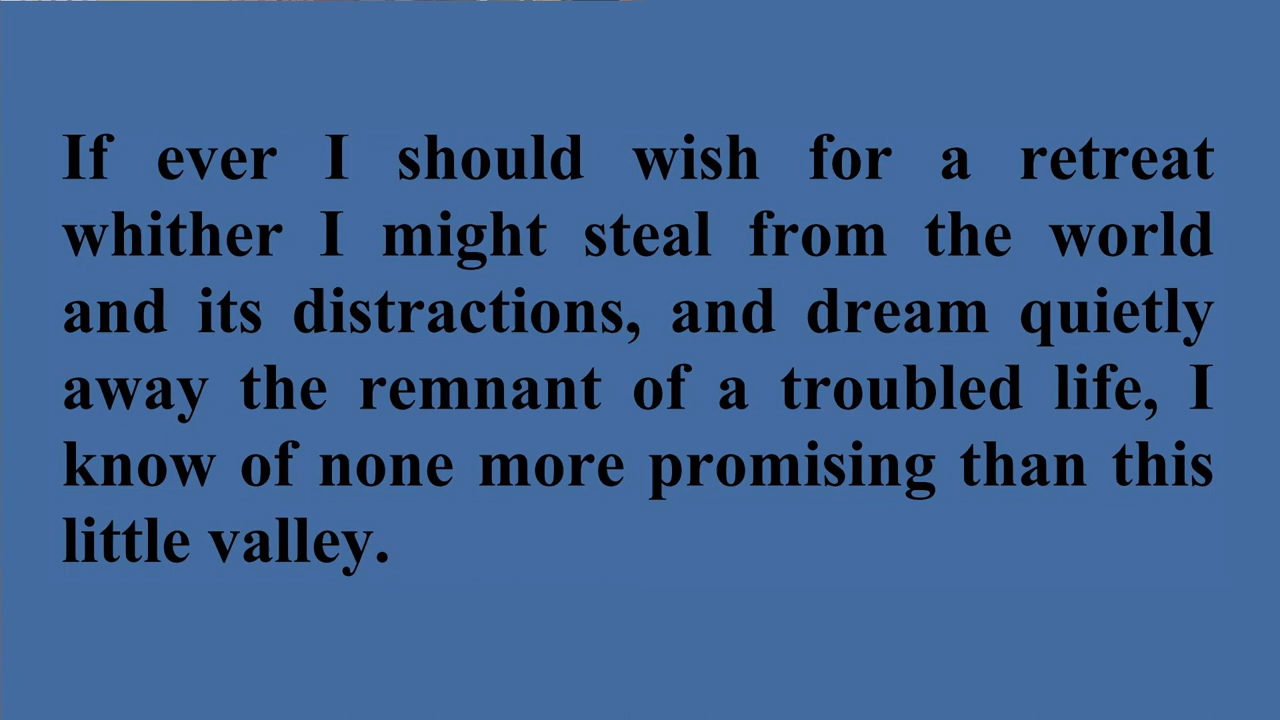 If ever I should wish for a retreat
whither I might steal from the world
and its distractions, and dream quietly
away the remnant of a troubled life, I
know of none more promising than this
little valley.